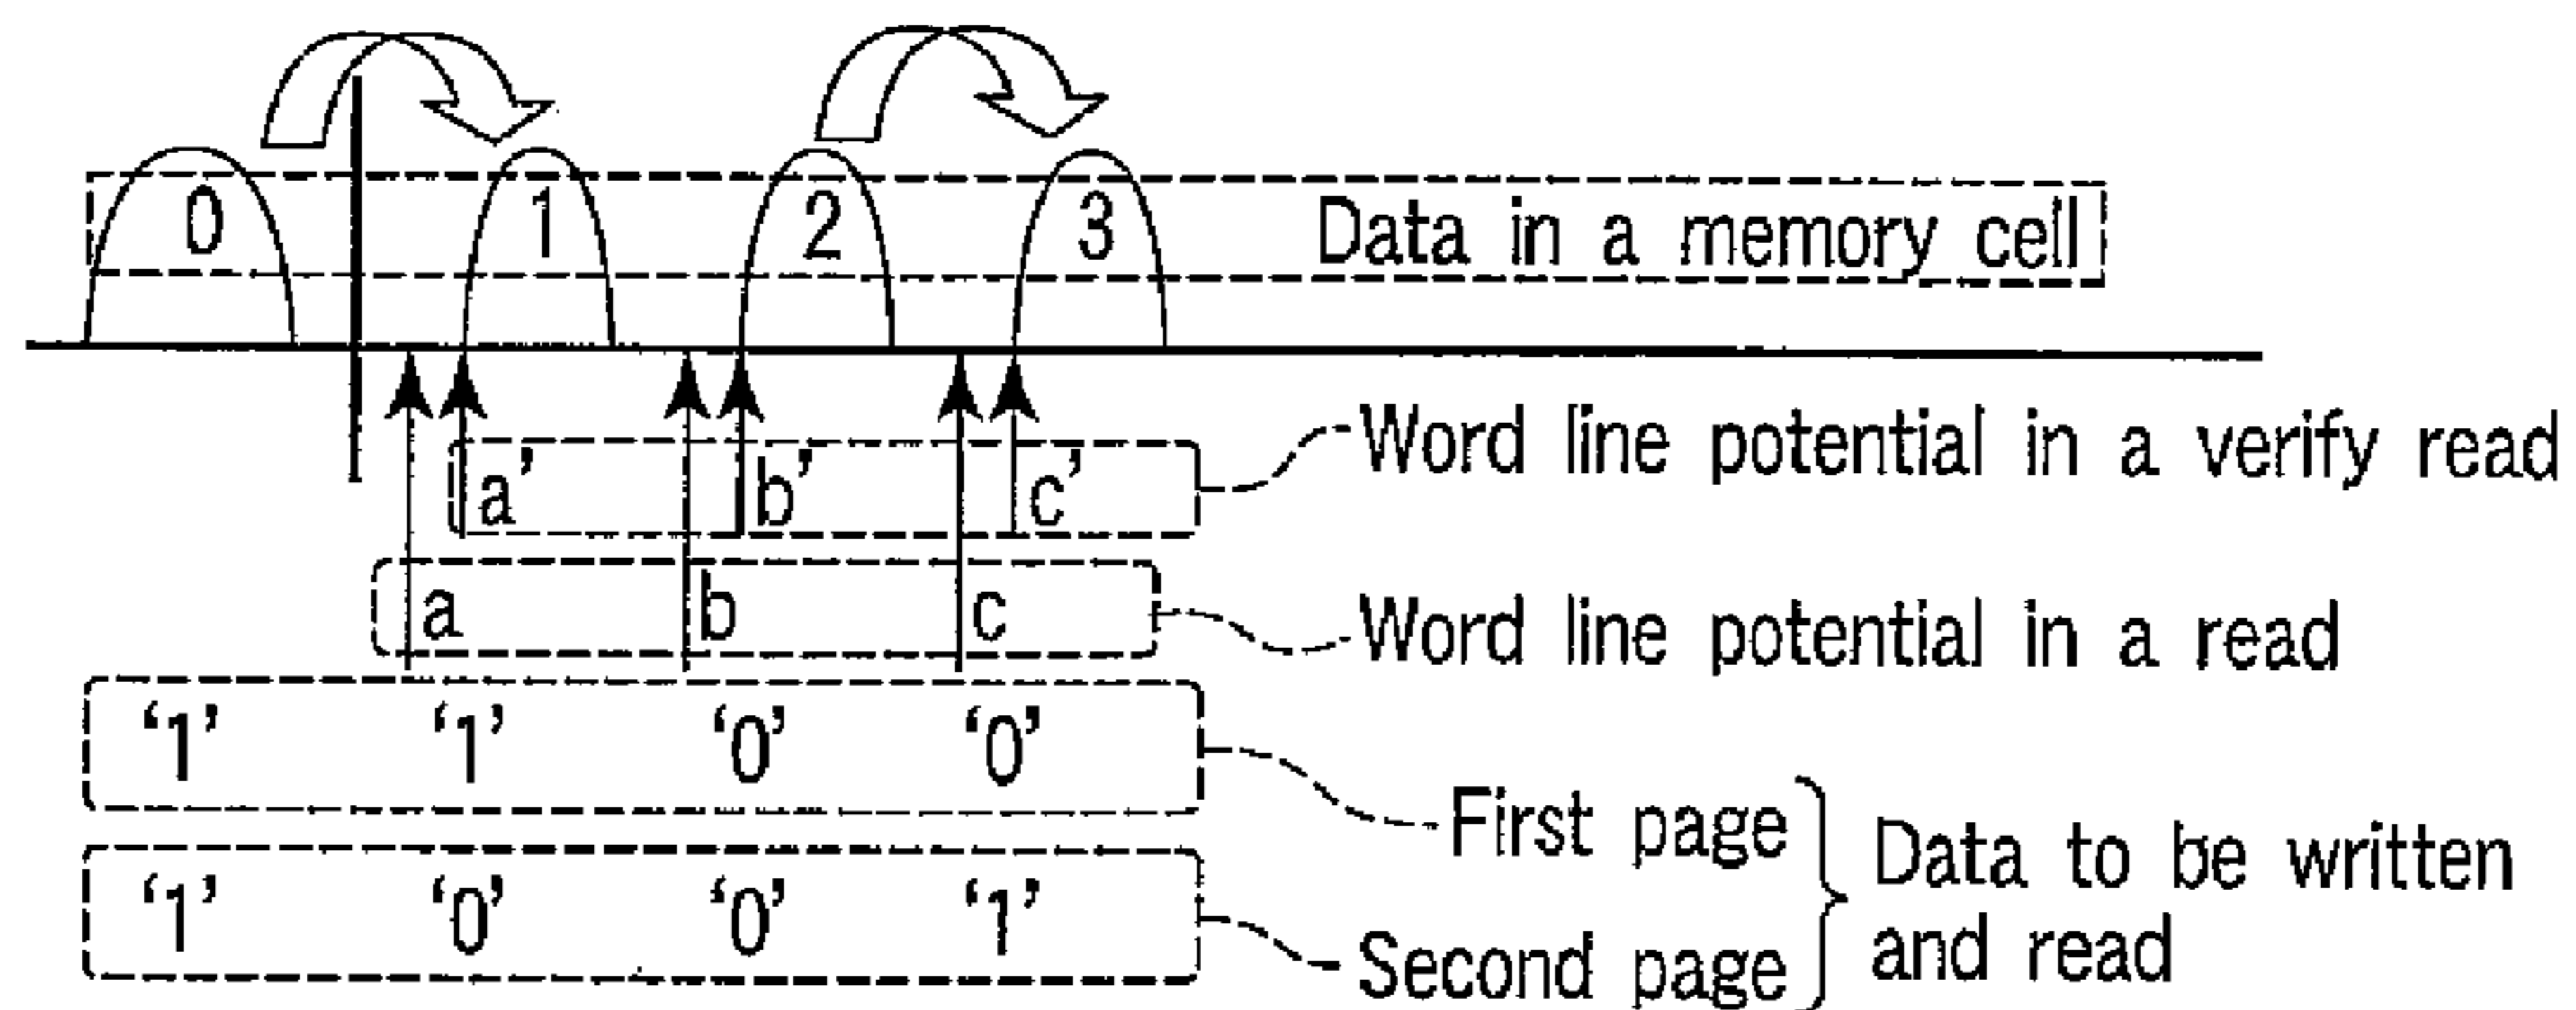 0 1 2 3 Data in a memory cell
a' b' c' Word line potential in a verify read
a b c Word line potential in a read
‘1’ ‘1’ ‘0’ ‘0’ First page
‘1’ ‘0’ ‘0’ ‘1’ Second page
Data to be written
and read